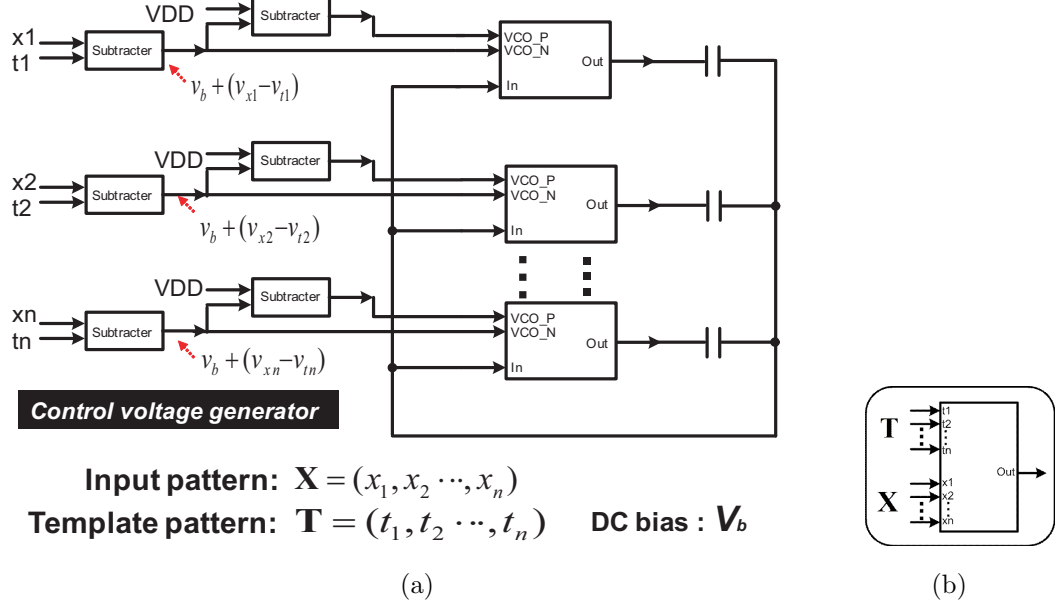 VDD
Subtracter
x1
t1
Subtracter
VCO_P
VCO_N
Out
In
v_b + (v_x1 − v_t1)
VDD
Subtracter
x2
t2
Subtracter
VCO_P
VCO_N
Out
In
v_b + (v_x2 − v_t2)
VDD
Subtracter
xn
tn
Subtracter
VCO_P
VCO_N
Out
In
v_b + (v_xn − v_tn)
Control voltage generator
Input pattern: X = (x_1, x_2 ···, x_n)
Template pattern: T = (t_1, t_2 ···, t_n)
DC bias : V_b
(a)
T
t1
t2
tn
Out
X
x1
x2
xn
(b)